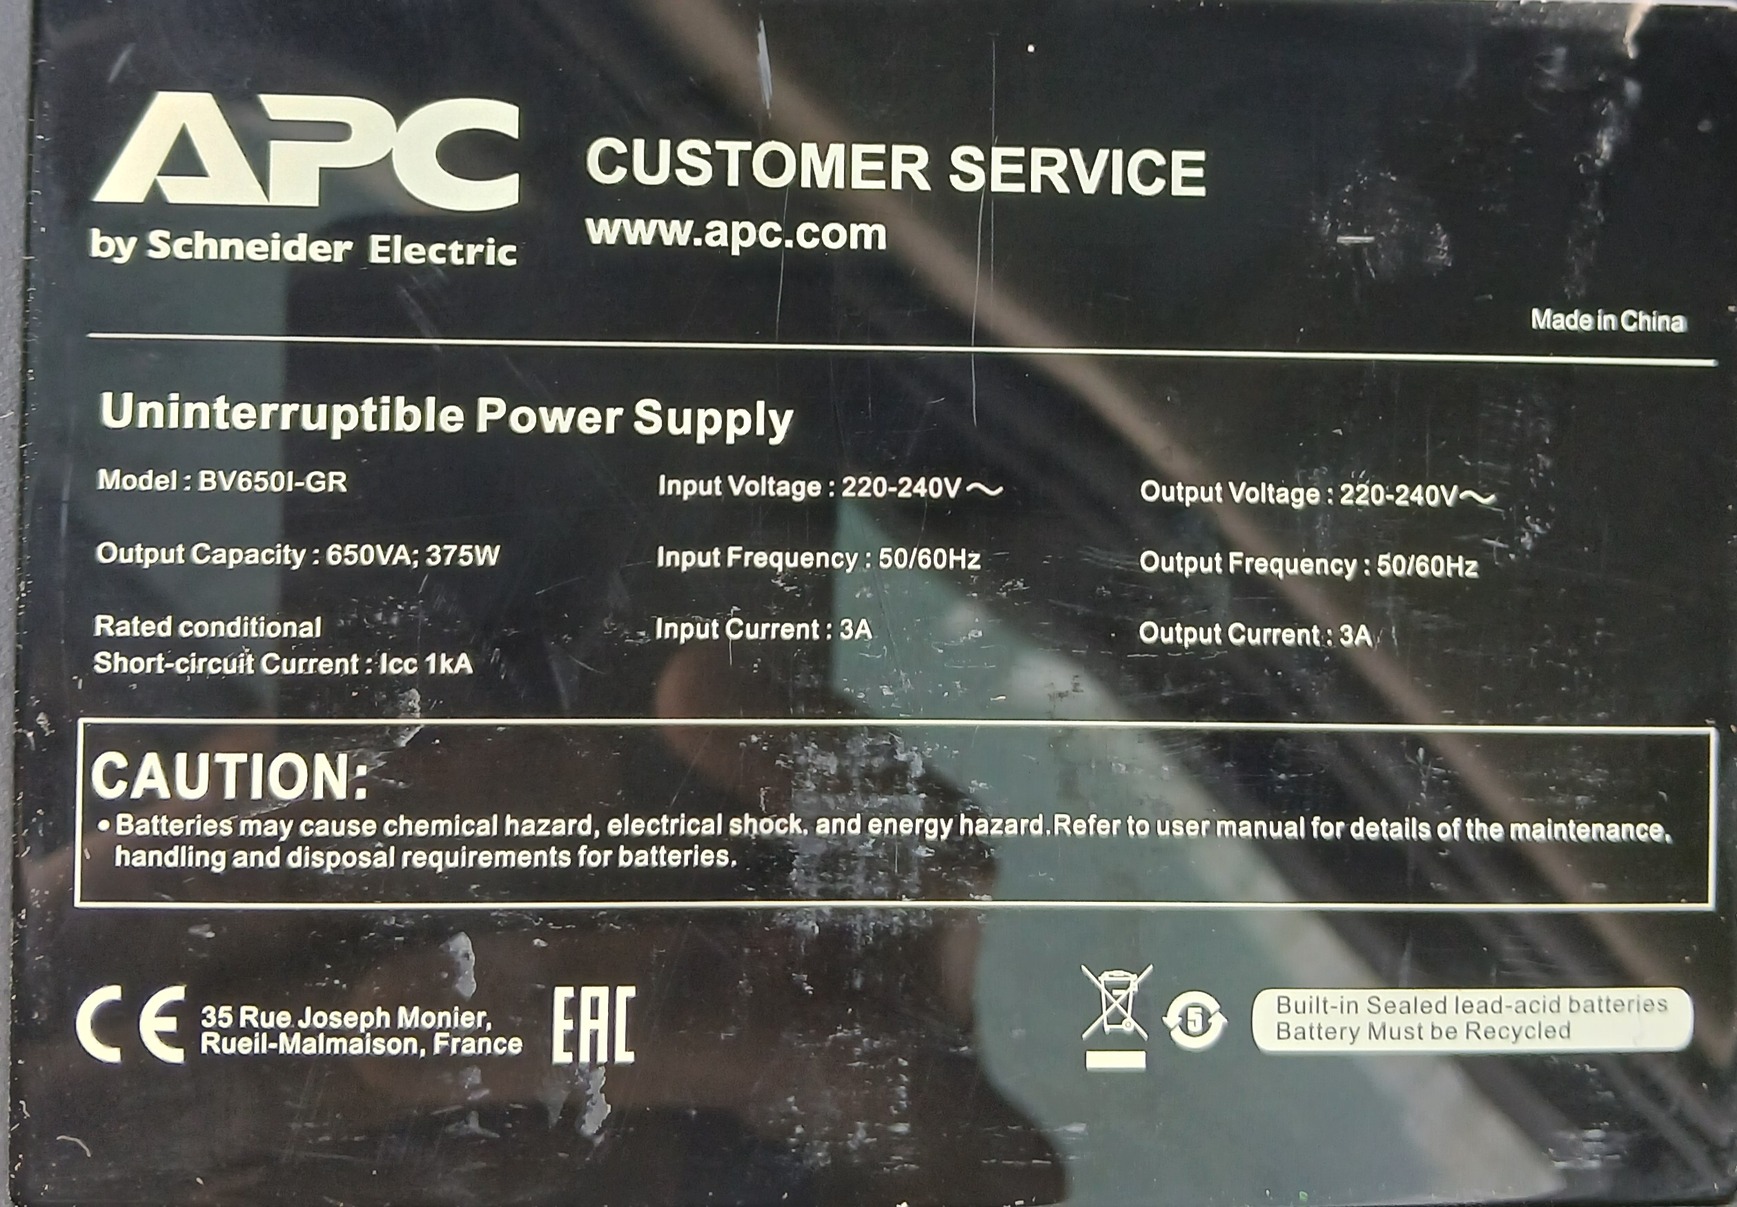 APC
by Schneider Electric
CUSTOMER SERVICE
www.apc.com
Made in China
Uninterruptible Power Supply
Model : BV650I-GR
Input Voltage : 220-240V～
Output Voltage : 220-240V～
Output Capacity : 650VA; 375W
Input Frequency : 50/60Hz
Output Frequency : 50/60Hz
Rated conditional
Short-circuit Current : Icc 1kA
Input Current : 3A
Output Current : 3A
CAUTION:
• Batteries may cause chemical hazard, electrical shock, and energy hazard.Refer to user manual for details of the maintenance,
handling and disposal requirements for batteries.
CE
35 Rue Joseph Monier,
Rueil-Malmaison, France
EAC
5
Built-in Sealed lead-acid batteries
Battery Must be Recycled